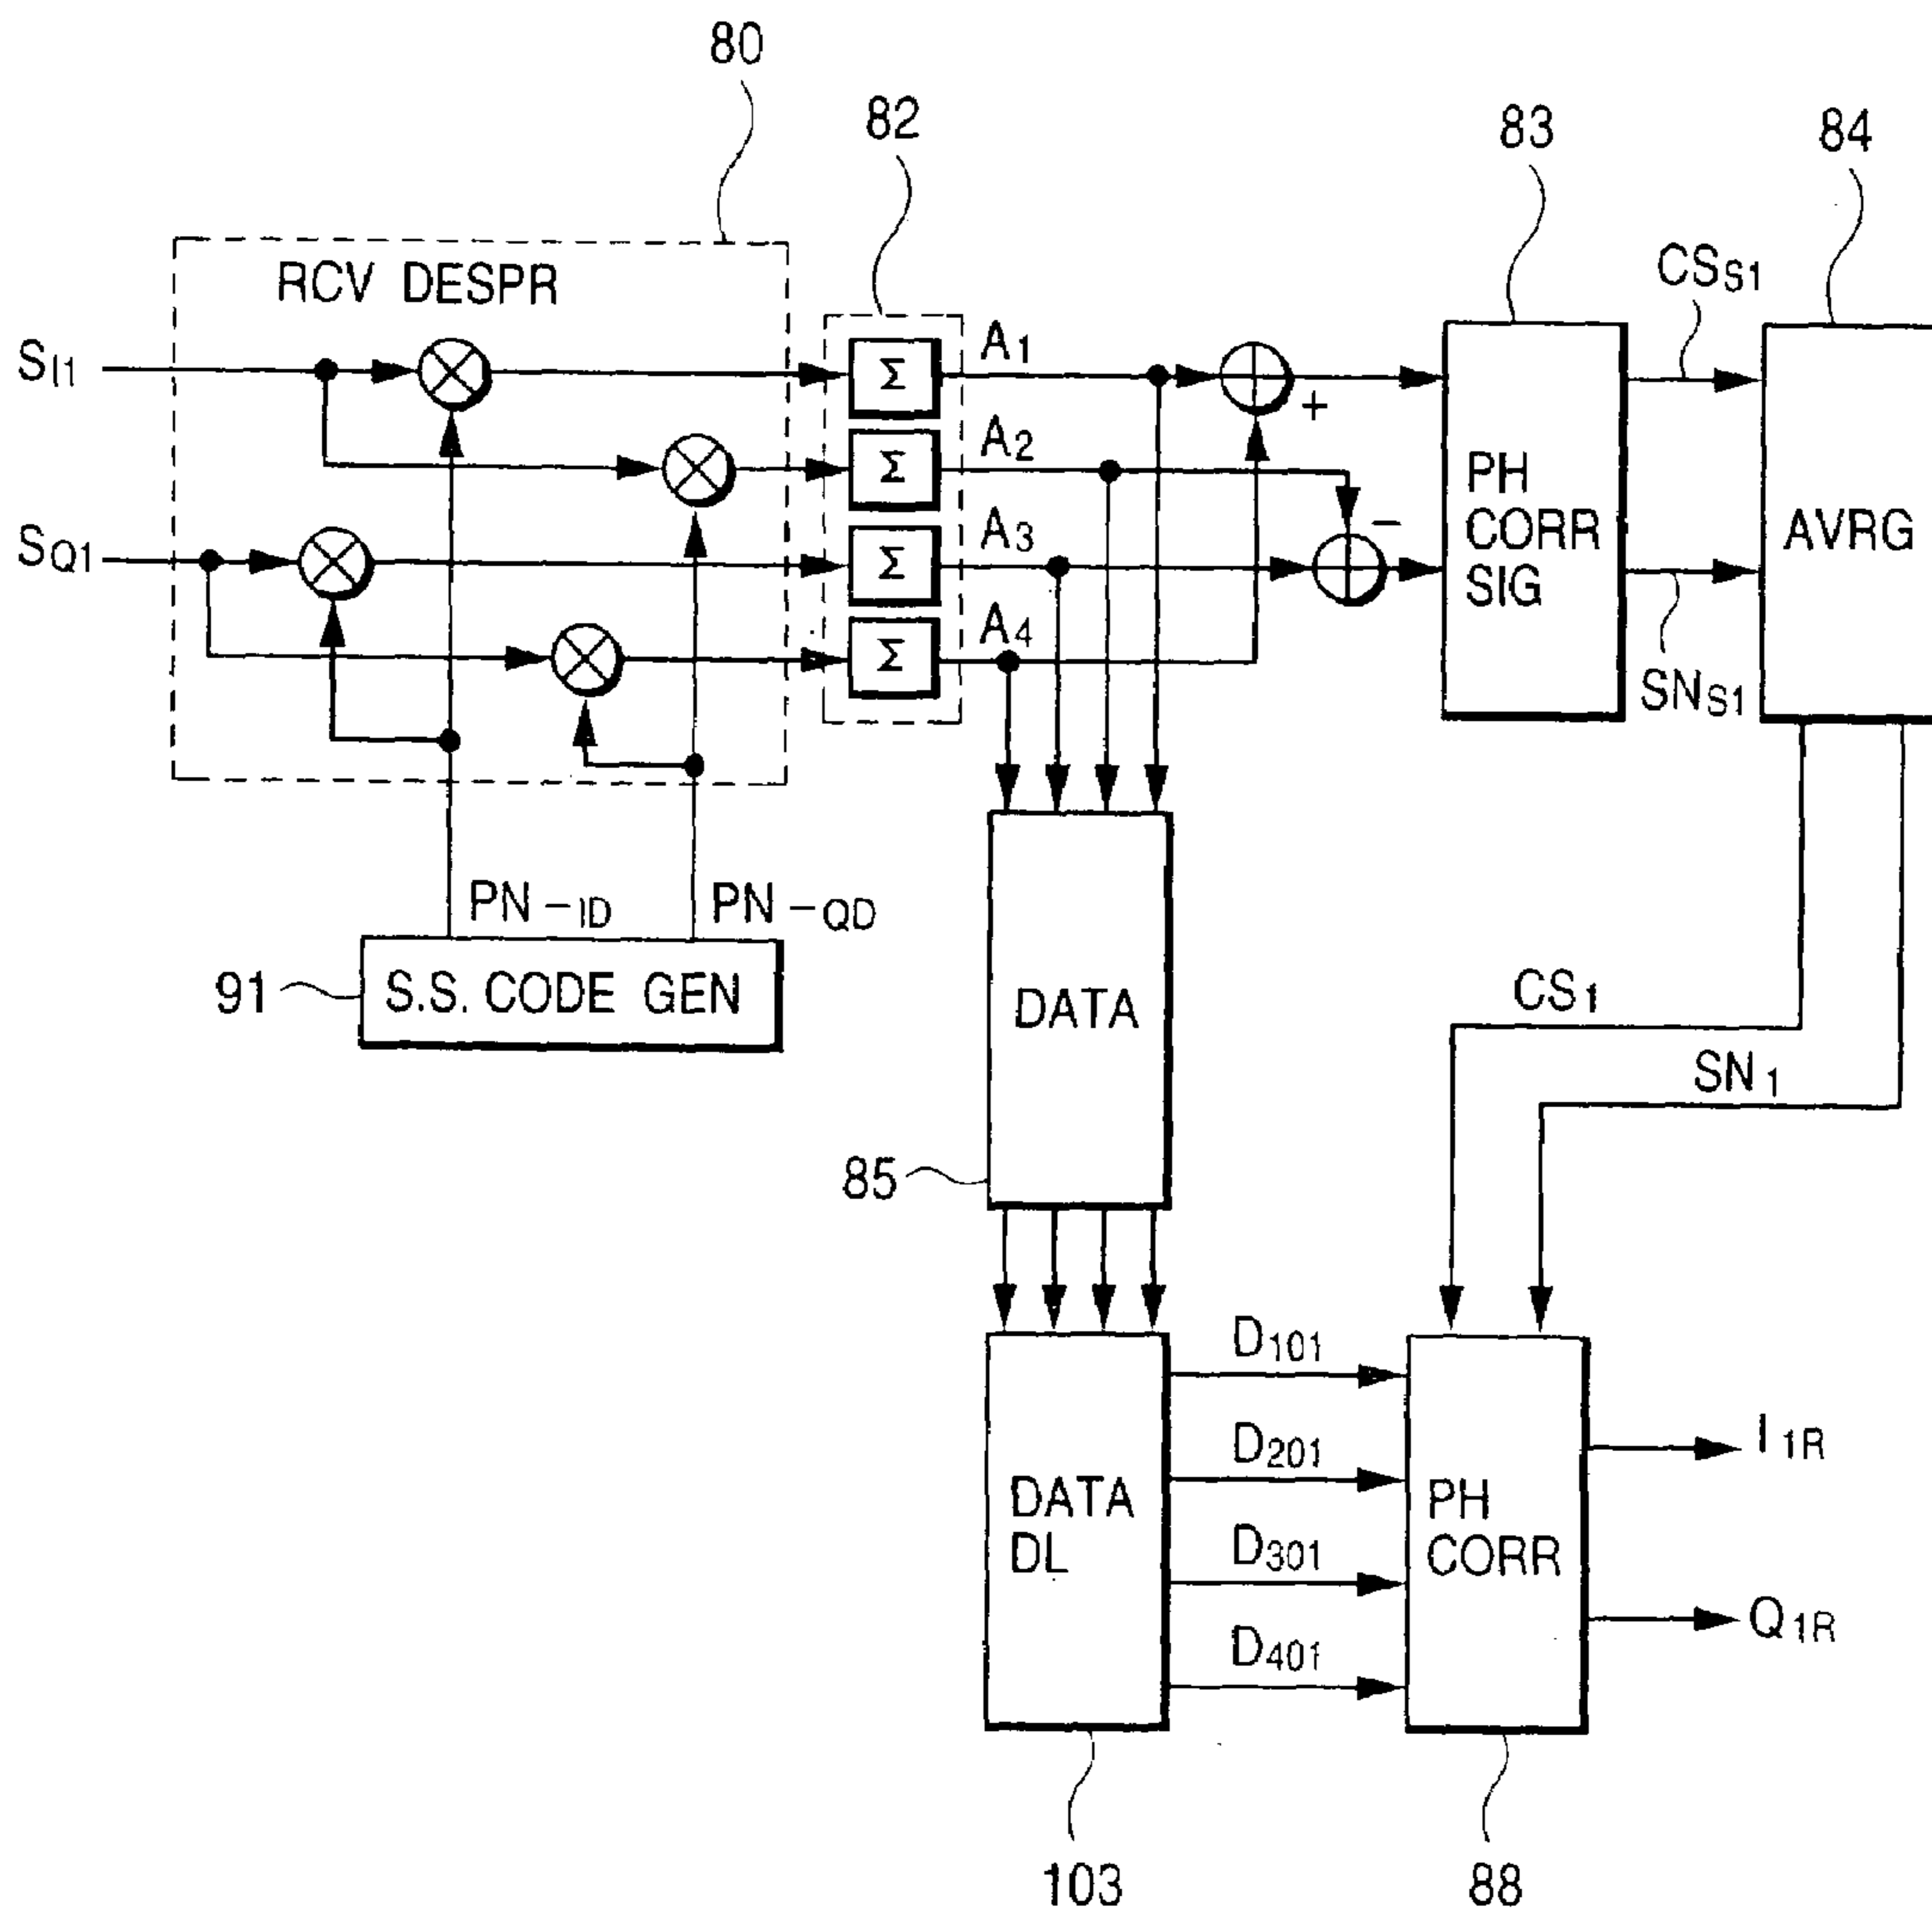 80
82
83
84
RCV DESPR
CS_S1
S_I1
Σ
A_1
+
Σ
A_2
PH
CORR
SIG
AVRG
S_Q1
Σ
A_3
−
Σ
A_4
SN_S1
PN-_ID
PN-_QD
91
S.S. CODE GEN
DATA
CS_1
SN_1
85
D_101
D_201
D_301
D_401
DATA
DL
PH
CORR
I_1R
Q_1R
103
88